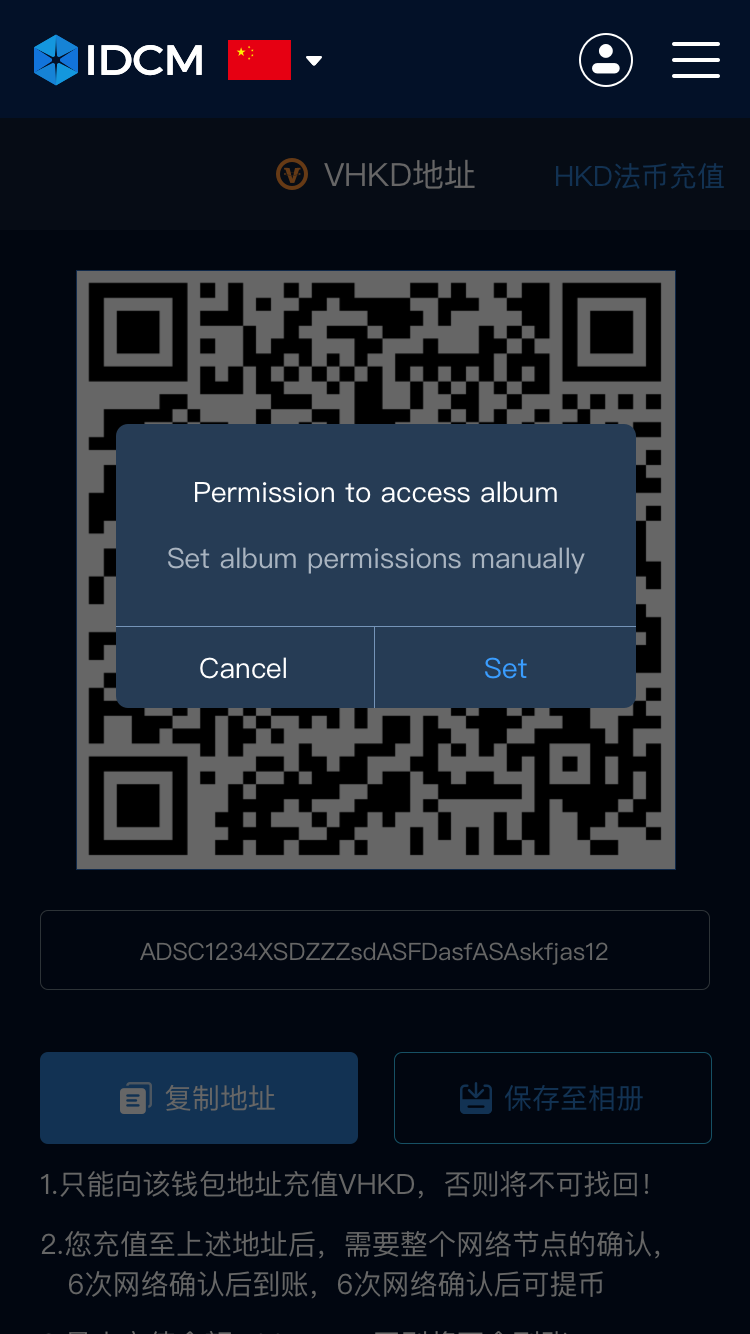 IDCM
VHKD地址
HKD法币充值
Permission to access album
Set album permissions manually
Cancel
Set
ADSC1234XSDZZZsdASFDasfASAskfjas12
复制地址
保存至相册
1.只能向该钱包地址充值VHKD，否则将不可找回！
2.您充值至上述地址后，需要整个网络节点的确认，
6次网络确认后到账，6次网络确认后可提币